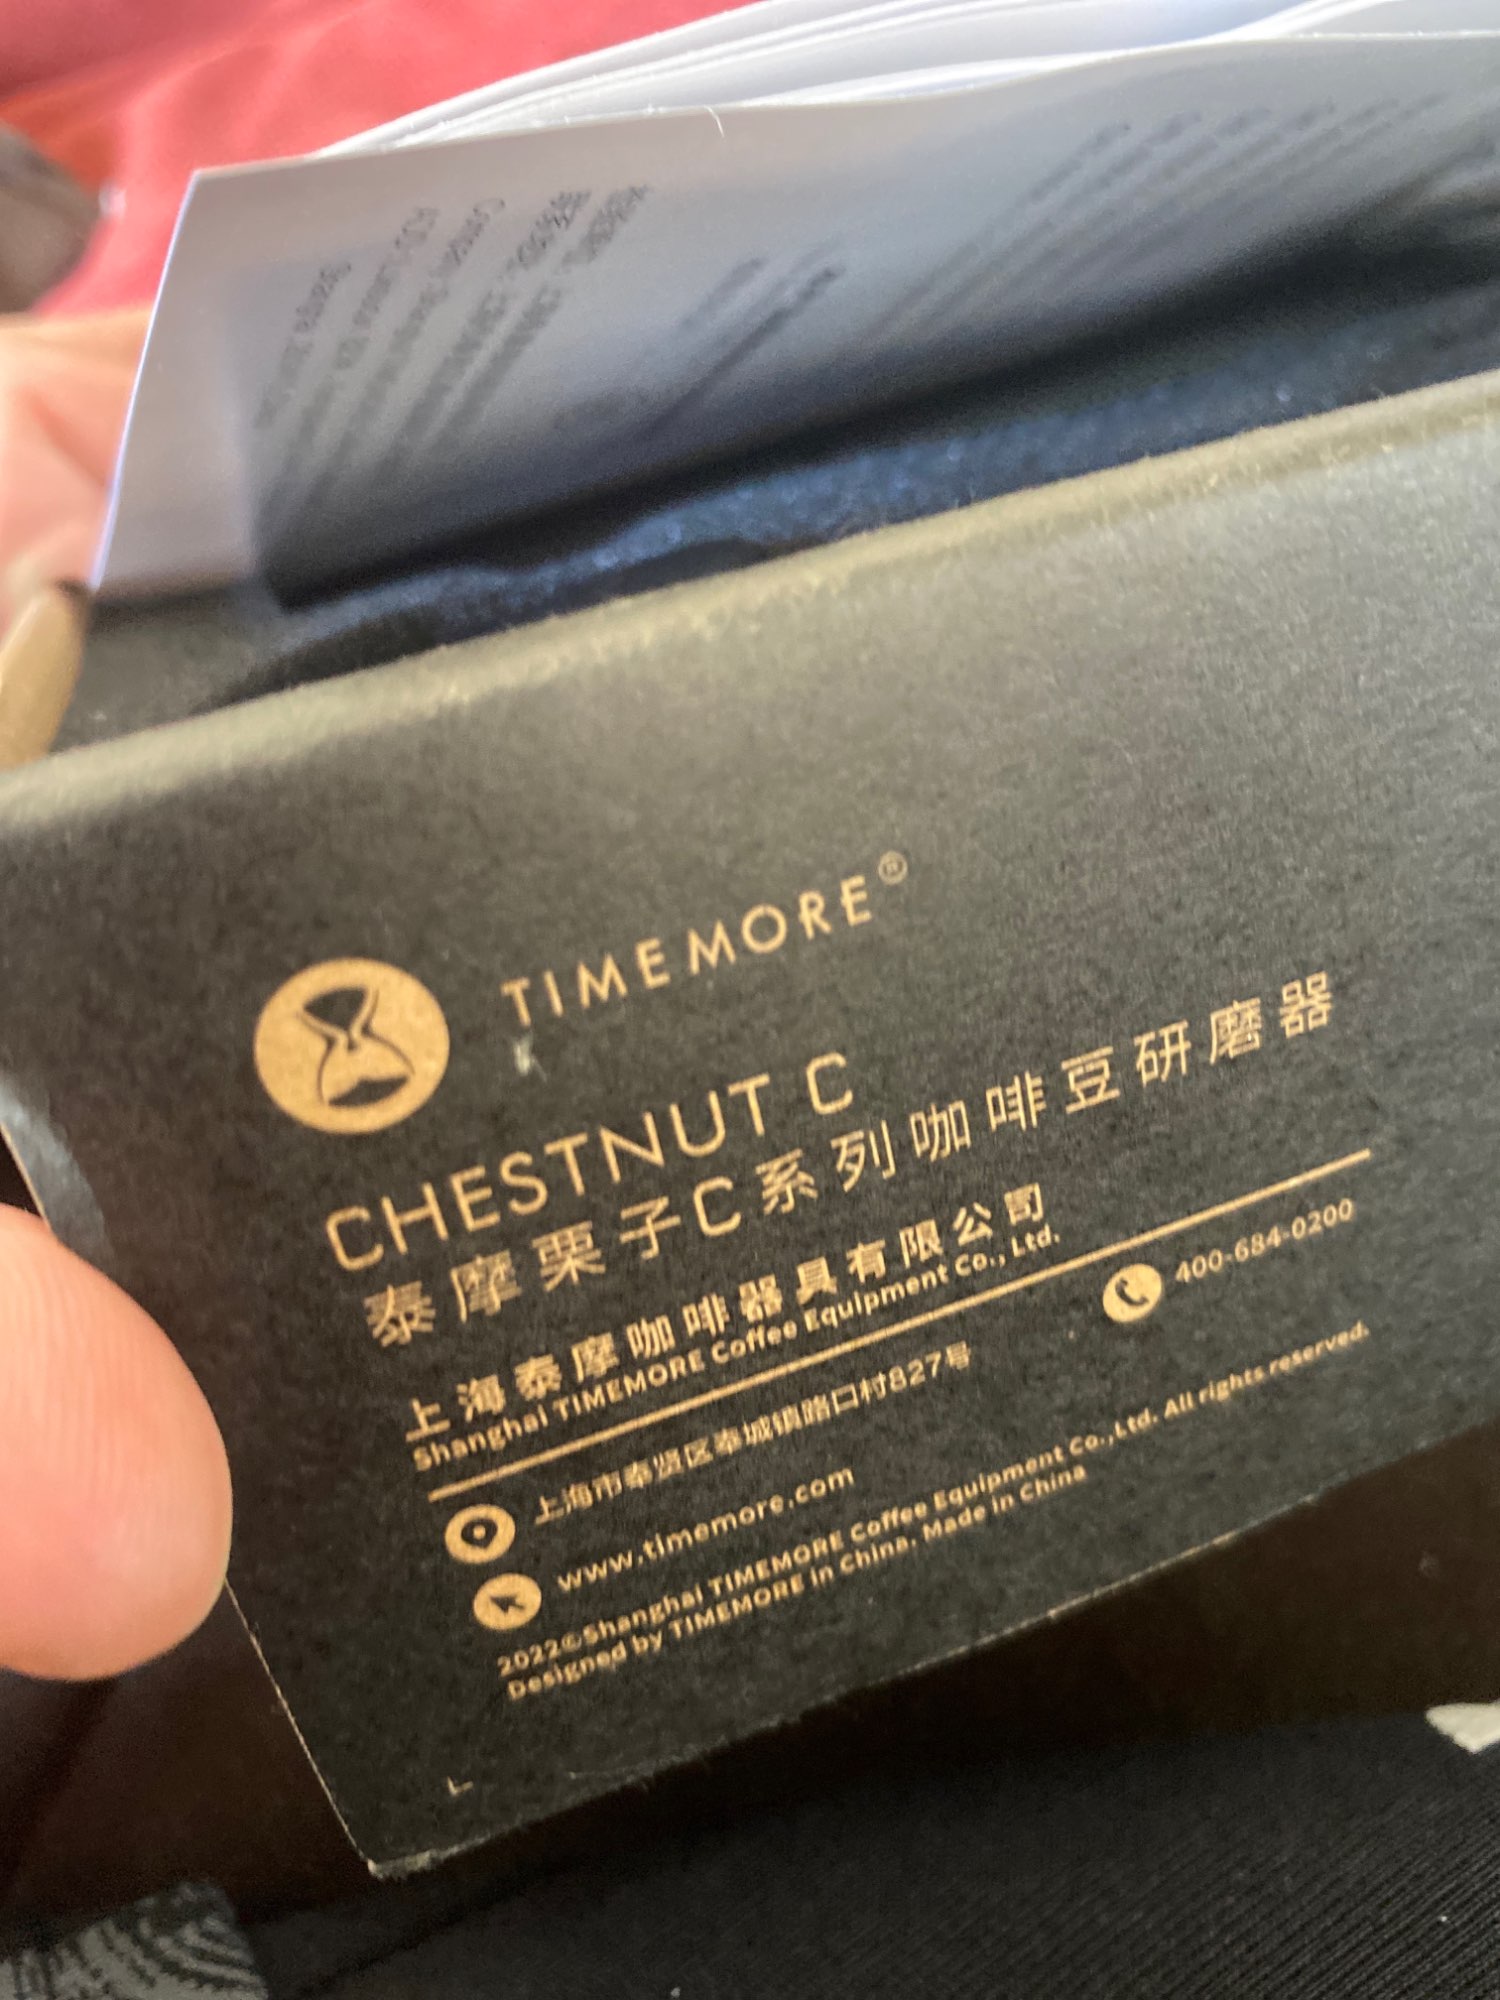 TIMEMORE®
CHESTNUT C
泰摩栗子C系列咖啡豆研磨器
上海泰摩咖啡器具有限公司
Shanghai TIMEMORE Coffee Equipment Co., Ltd.
上海市奉贤区奉城镇路口村827号
400-684-0200
www.timemore.com
2022©Shanghai TIMEMORE Coffee Equipment Co.,Ltd. All rights reserved.
Designed by TIMEMORE in China. Made in China